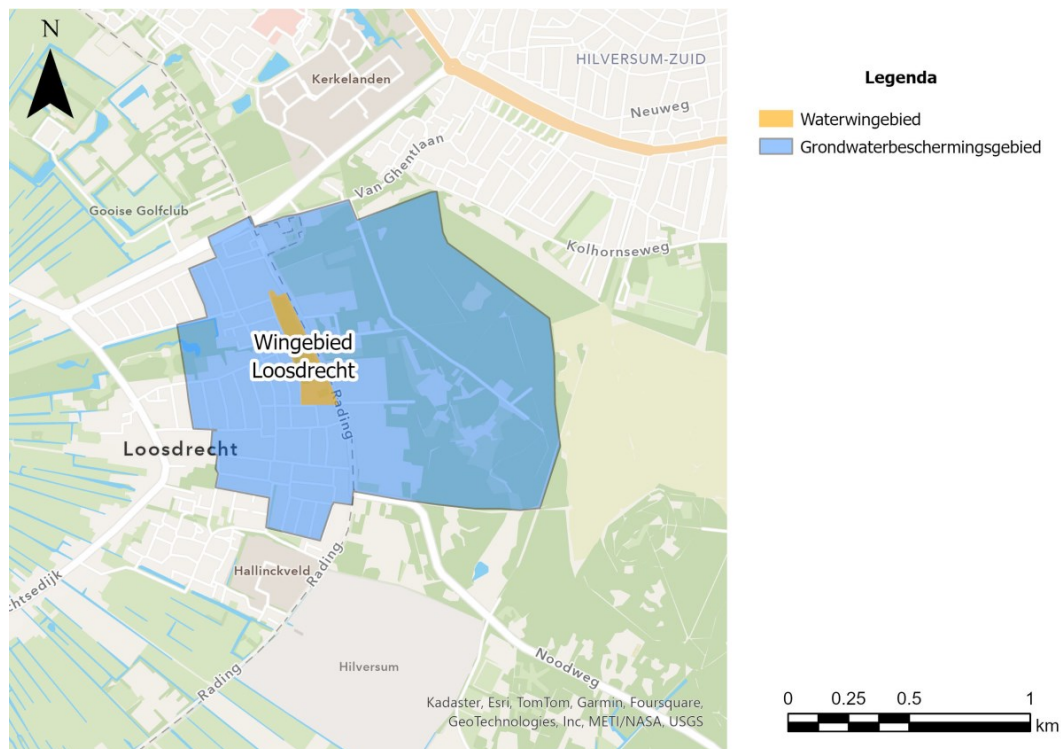 N
HILVERSUM-ZUID
Kerkelanden
Neuweg
Van Ghentlaan
Gooise Golfclub
Kolhornseweg
Wingebied
Loosdrecht
Rading
Loosdrecht
Hallinckveld
Rading
chtsedijk
Hilversum
Noodweg
Rading
Kadaster, Esri, TomTom, Garmin, Foursquare,
GeoTechnologies, Inc, METI/NASA, USGS
Legenda
Waterwingebied
Grondwaterbeschermingsgebied
0 0.25 0.5 1
km